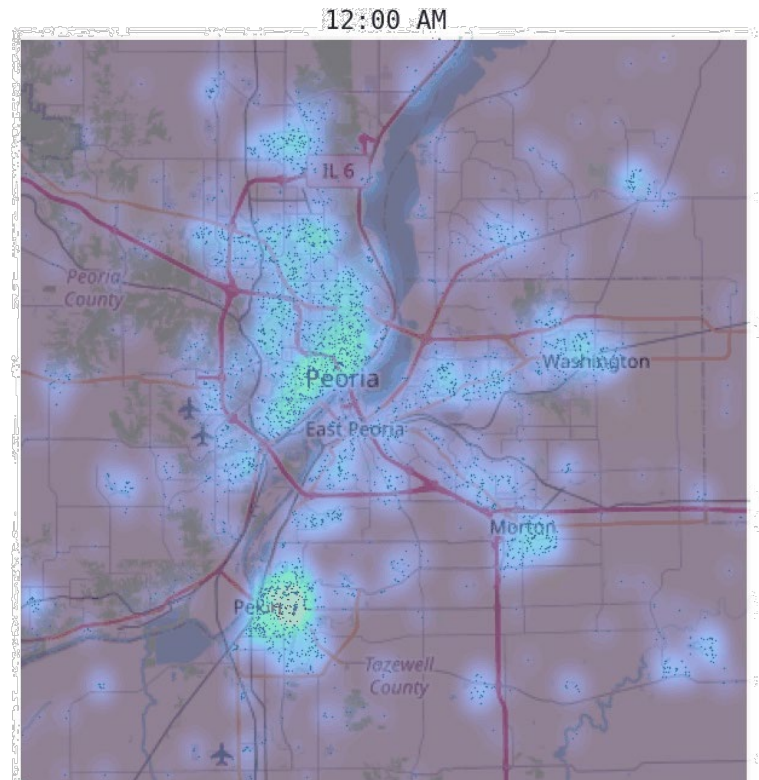 12:00 AM
IL 6
Peoria
County
Washington
Peoria
East Peoria
Morton
Pekin
Tazewell
County